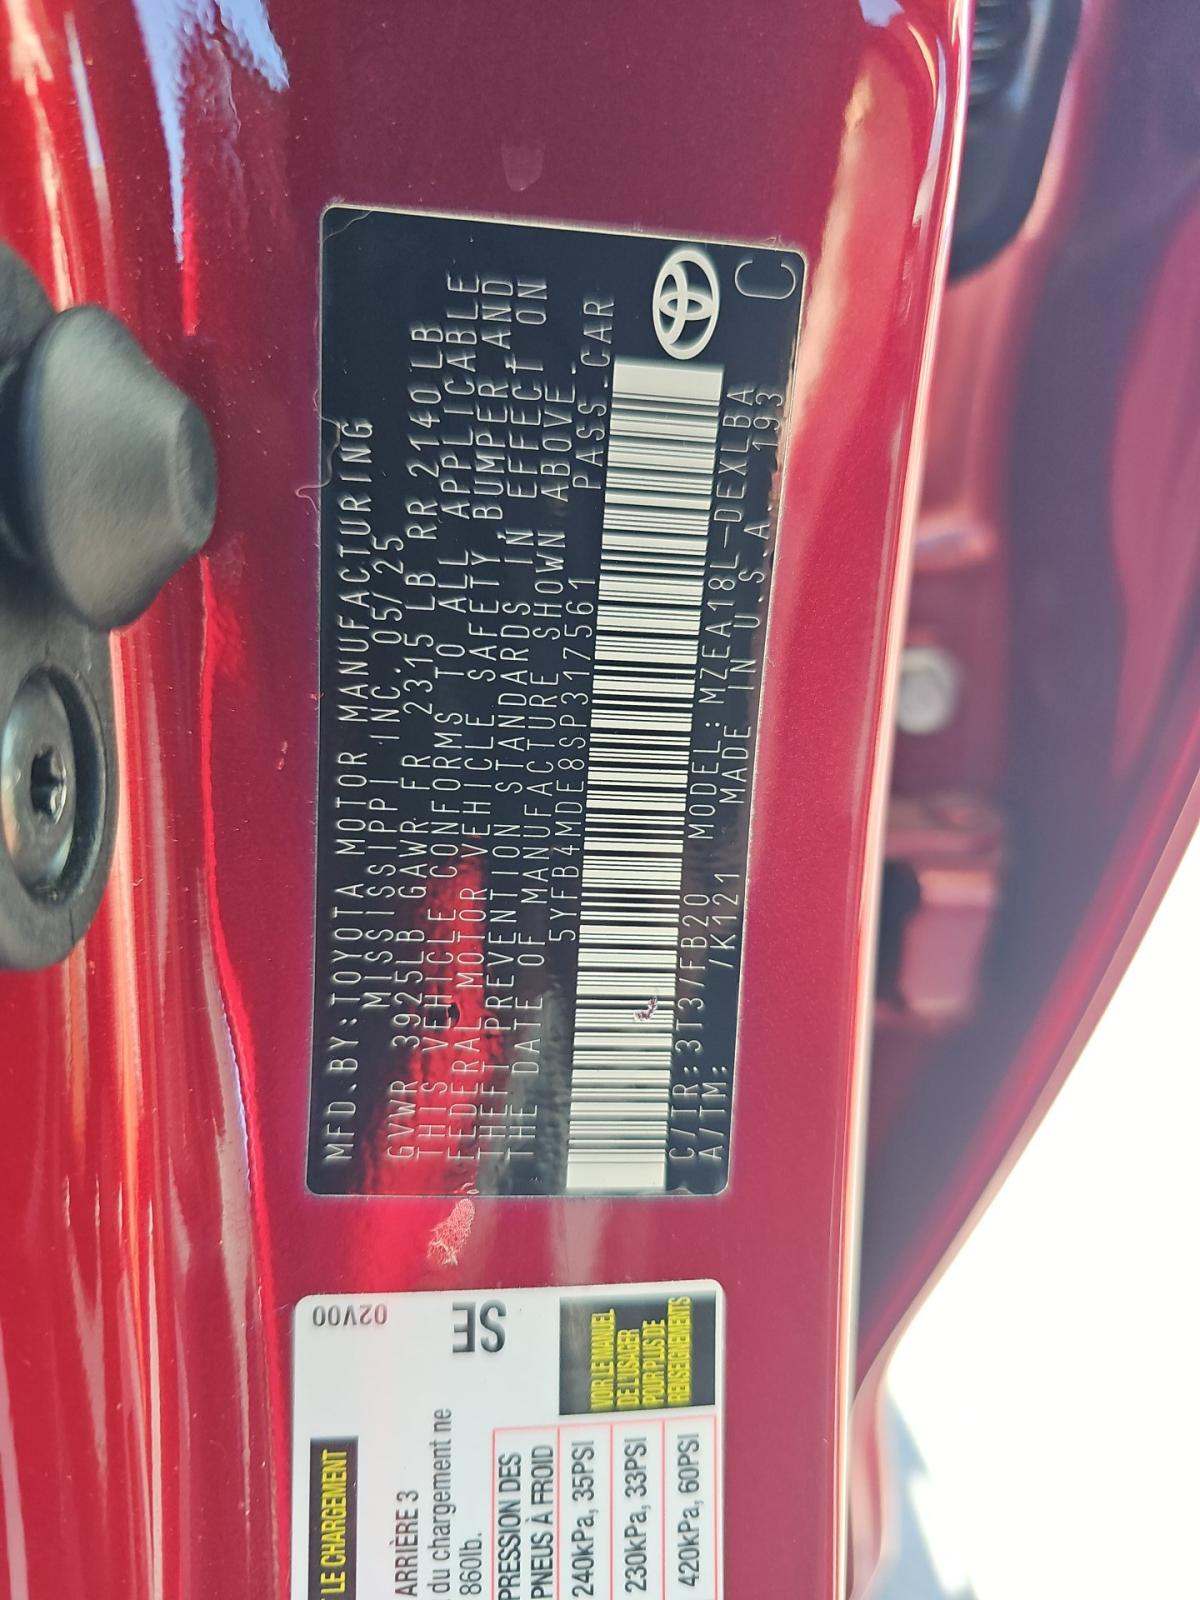 MFD.BY:TOYOTA MOTOR MANUFACTURING
MISSISSIPPI INC. 05/25
GVWR 3925LB GAWR FR 2315LB RR 2140LB
THIS VEHICLE CONFORMS TO ALL APPLICABLE
FEDERAL MOTOR VEHICLE SAFETY, BUMPER AND
THEFT PREVENTION STANDARDS IN EFFECT ON
THE DATE OF MANUFACTURE SHOWN ABOVE.
5YFB4MDE8SP317561 PASS.CAR
C/TR:3T3/FB20 MODEL:MZEA18L-DEXLBA
A/TM: /K121 MADE IN U.S.A. 193
C
02V00
SE
LE CHARGEMENT
ARRIÈRE 3
du chargement ne
860lb.
PRESSION DES
PNEUS À FROID
240kPa, 35PSI
230kPa, 33PSI
420kPa, 60PSI
VOIR LE MANUEL
DE L'USAGER
POUR PLUS DE
RENSEIGNEMENTS